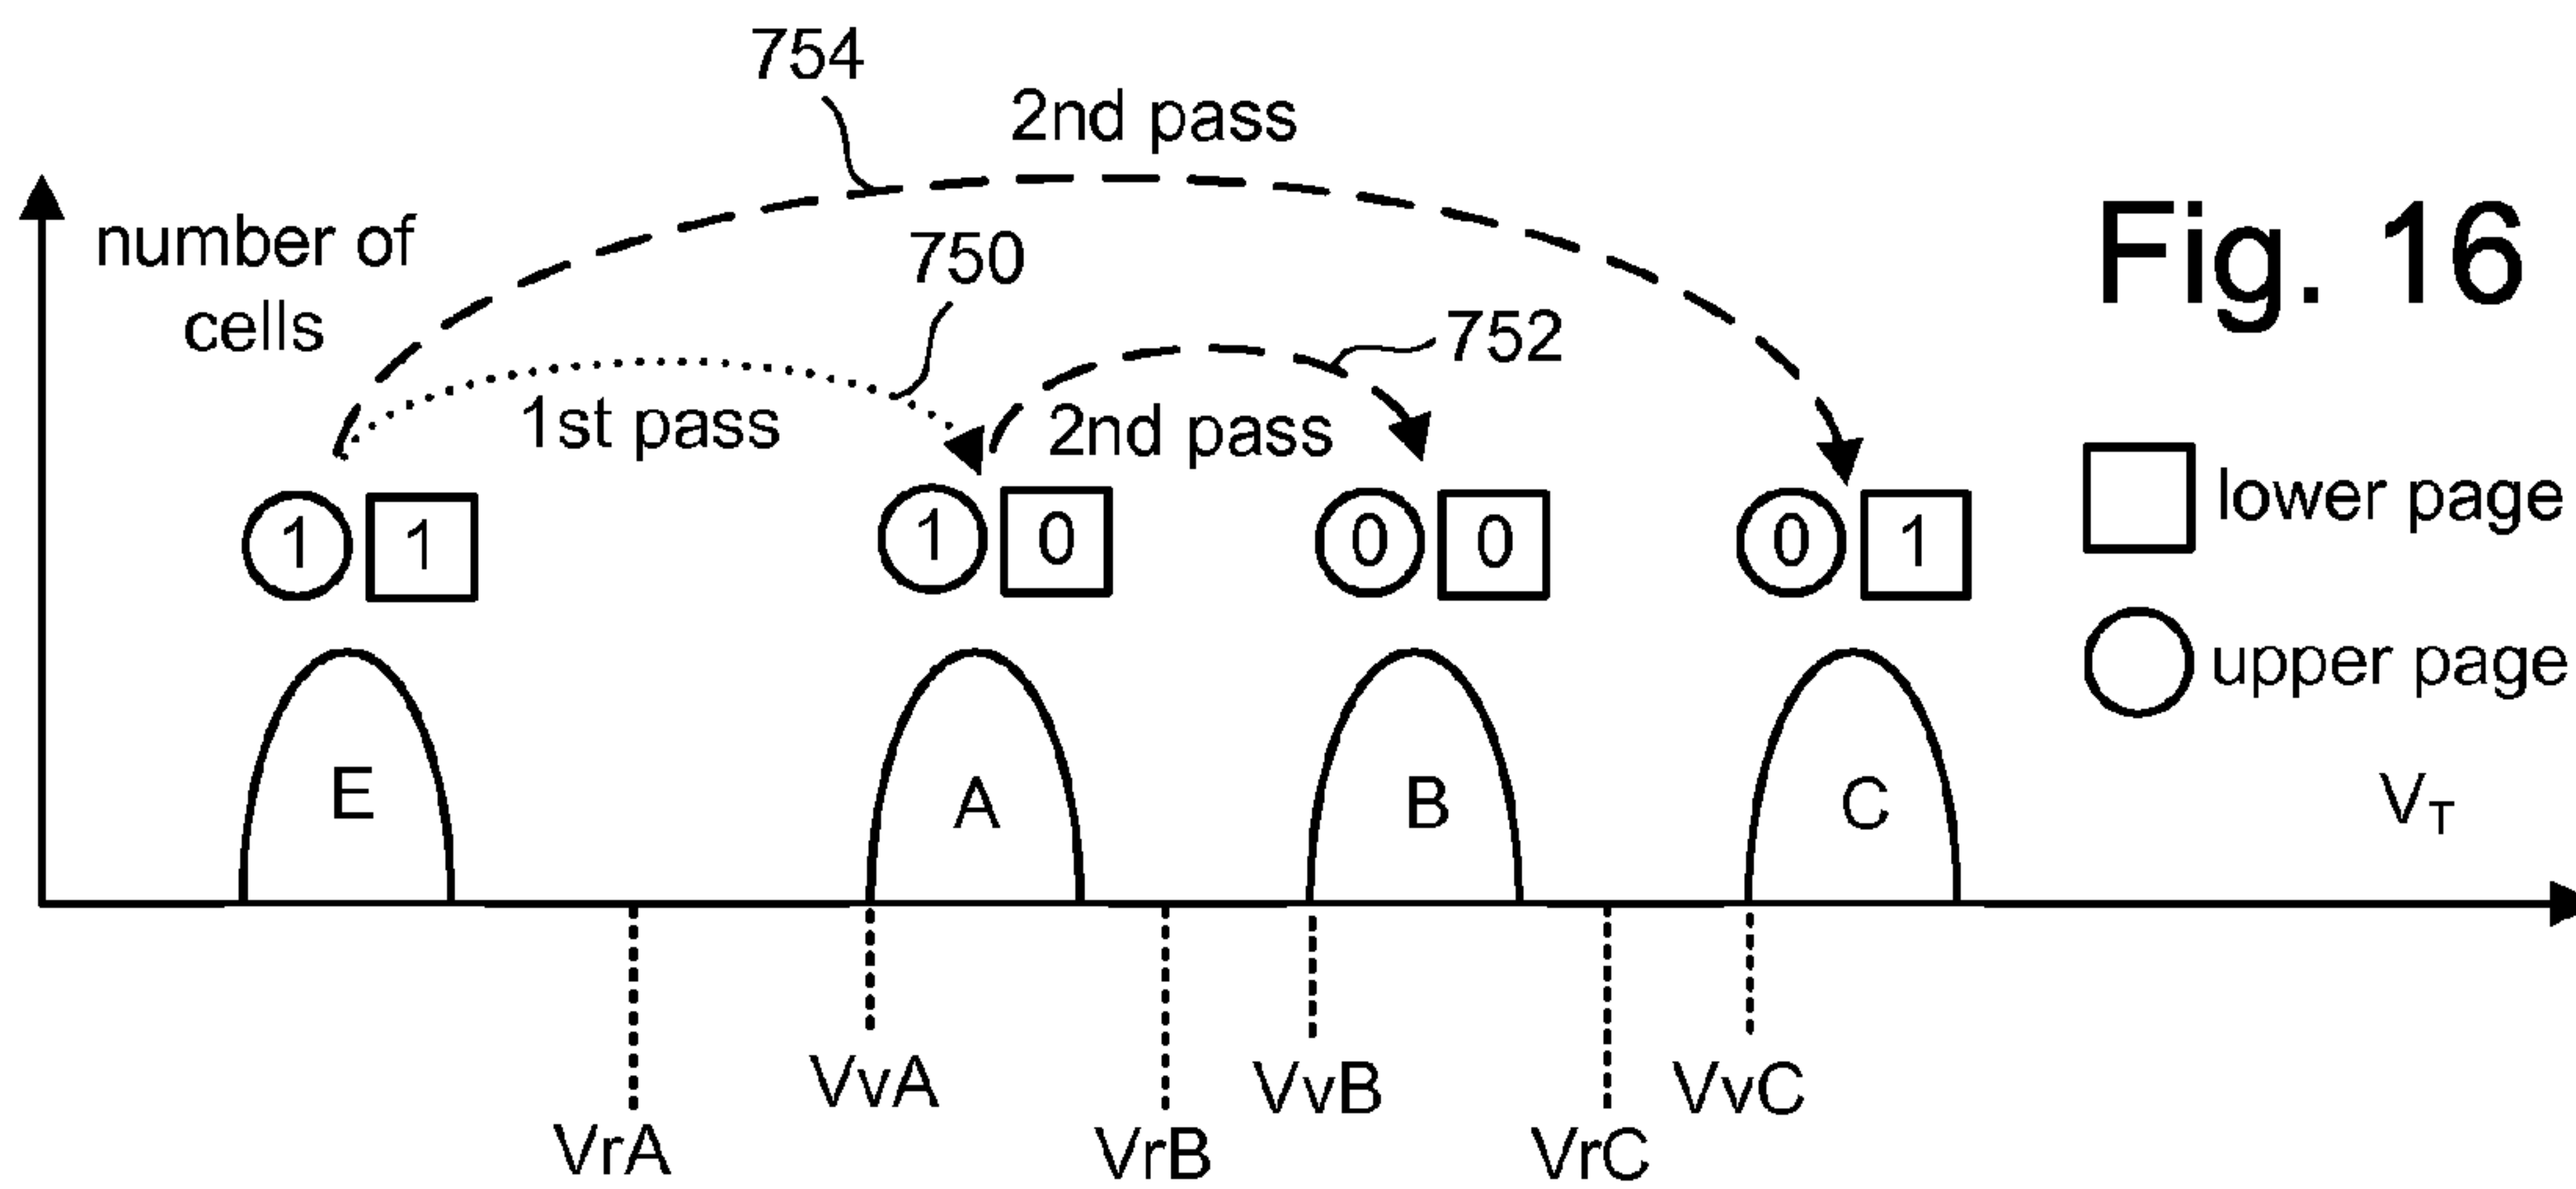 754
2nd pass
Fig. 16
number of
cells
750
752
1st pass
2nd pass
1 1
1 0
0 0
0 1
lower page
upper page
E
A
B
C
VT
VvA
VvB
VvC
VrA
VrB
VrC